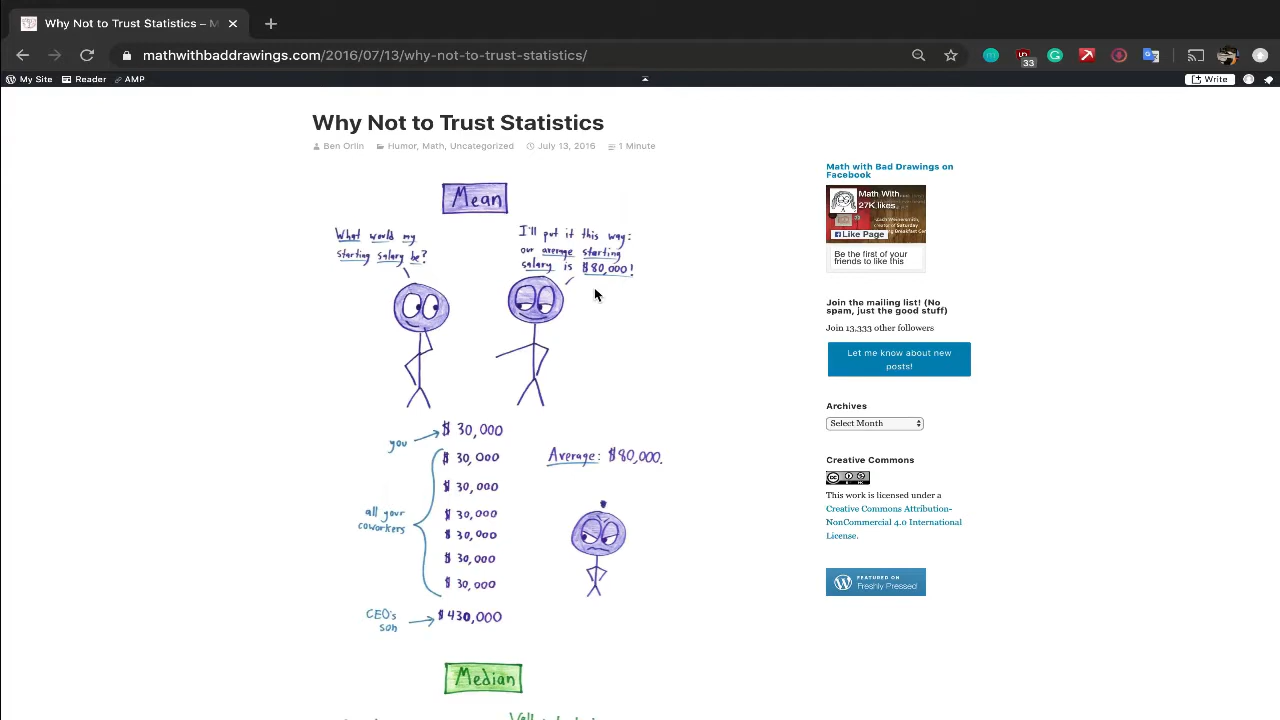 Why Not to Trust Statistics – M
mathwithbaddrawings.com/2016/07/13/why-not-to-trust-statistics/
33
My Site
Reader
AMP
Write
Why Not to Trust Statistics
Ben Orlin
Humor, Math, Uncategorized
July 13, 2016
1 Minute
Mean
What would my
starting salary be?
I'll put it this way:
our average starting
salary is $80,000!
you
$ 30,000
$ 30,000
$ 30,000
$ 30,000
$ 30,000
$ 30,000
$ 30,000
all your
coworkers
CEO's
son
$ 430,000
Average: $80,000.
Median
Math with Bad Drawings on
Facebook
Math With...
27K likes
Like Page
Be the first of your
friends to like this
Join the mailing list! (No
spam, just the good stuff)
Join 13,333 other followers
Let me know about new
posts!
Archives
Select Month
Creative Commons
This work is licensed under a
Creative Commons Attribution-
NonCommercial 4.0 International
License.
FEATURED ON
Freshly Pressed